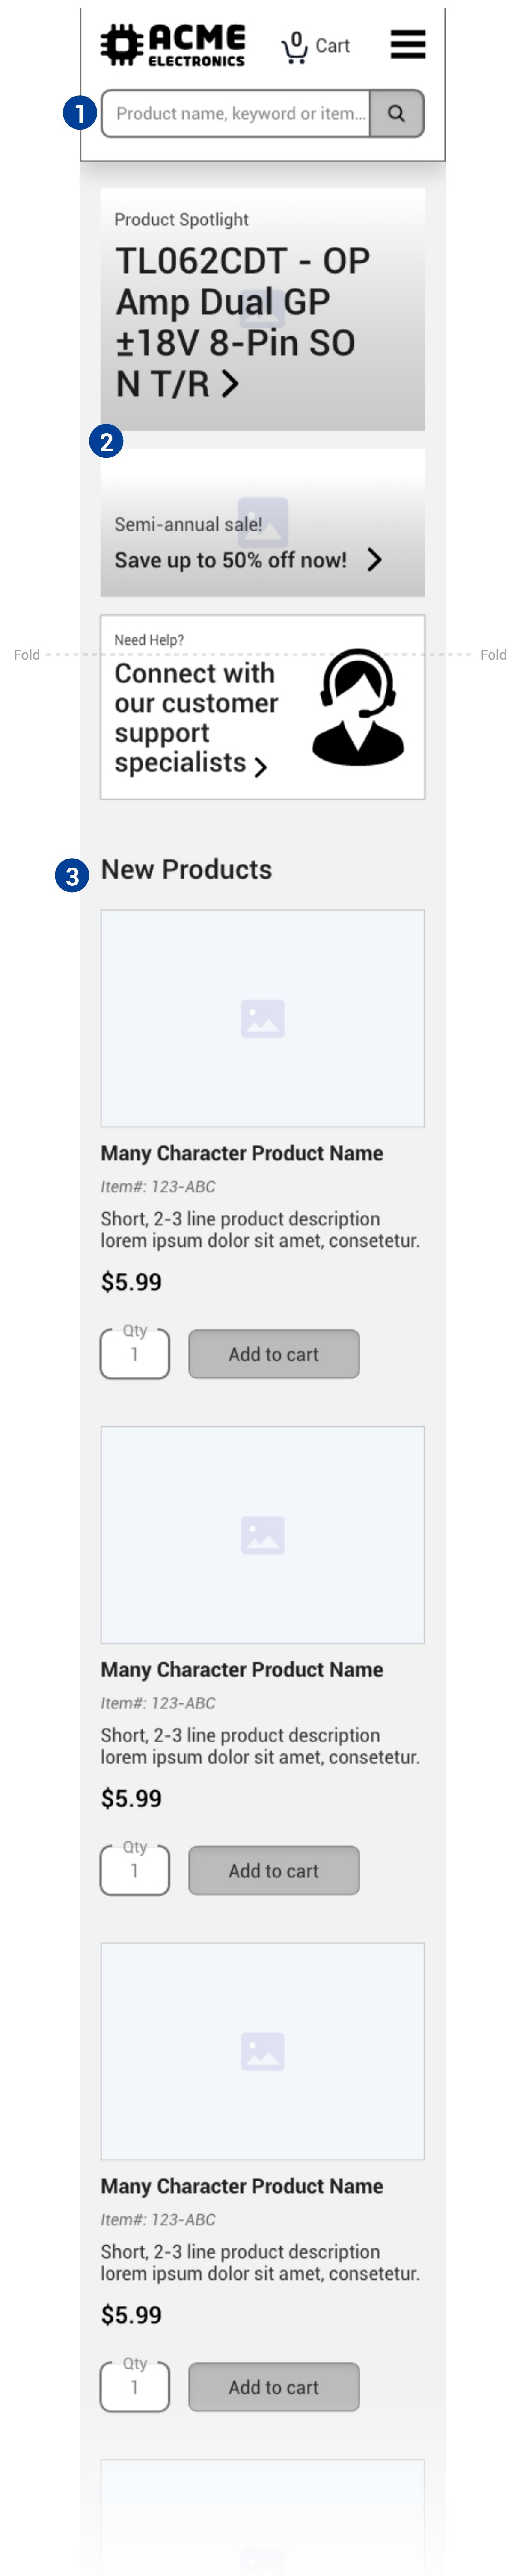 ACME
ELECTRONICS
0
Cart
1
Product name, keyword or item...
Product Spotlight
TL062CDT - OP
Amp Dual GP
±18V 8-Pin SO
N T/R
2
Semi-annual sale!
Save up to 50% off now!
Need Help?
Fold
Fold
Connect with
our customer
support
specialists
3
New Products
Many Character Product Name
Item#: 123-ABC
Short, 2-3 line product description
lorem ipsum dolor sit amet, consetetur.
$5.99
Qty
1
Add to cart
Many Character Product Name
Item#: 123-ABC
Short, 2-3 line product description
lorem ipsum dolor sit amet, consetetur.
$5.99
Qty
1
Add to cart
Many Character Product Name
Item#: 123-ABC
Short, 2-3 line product description
lorem ipsum dolor sit amet, consetetur.
$5.99
Qty
1
Add to cart